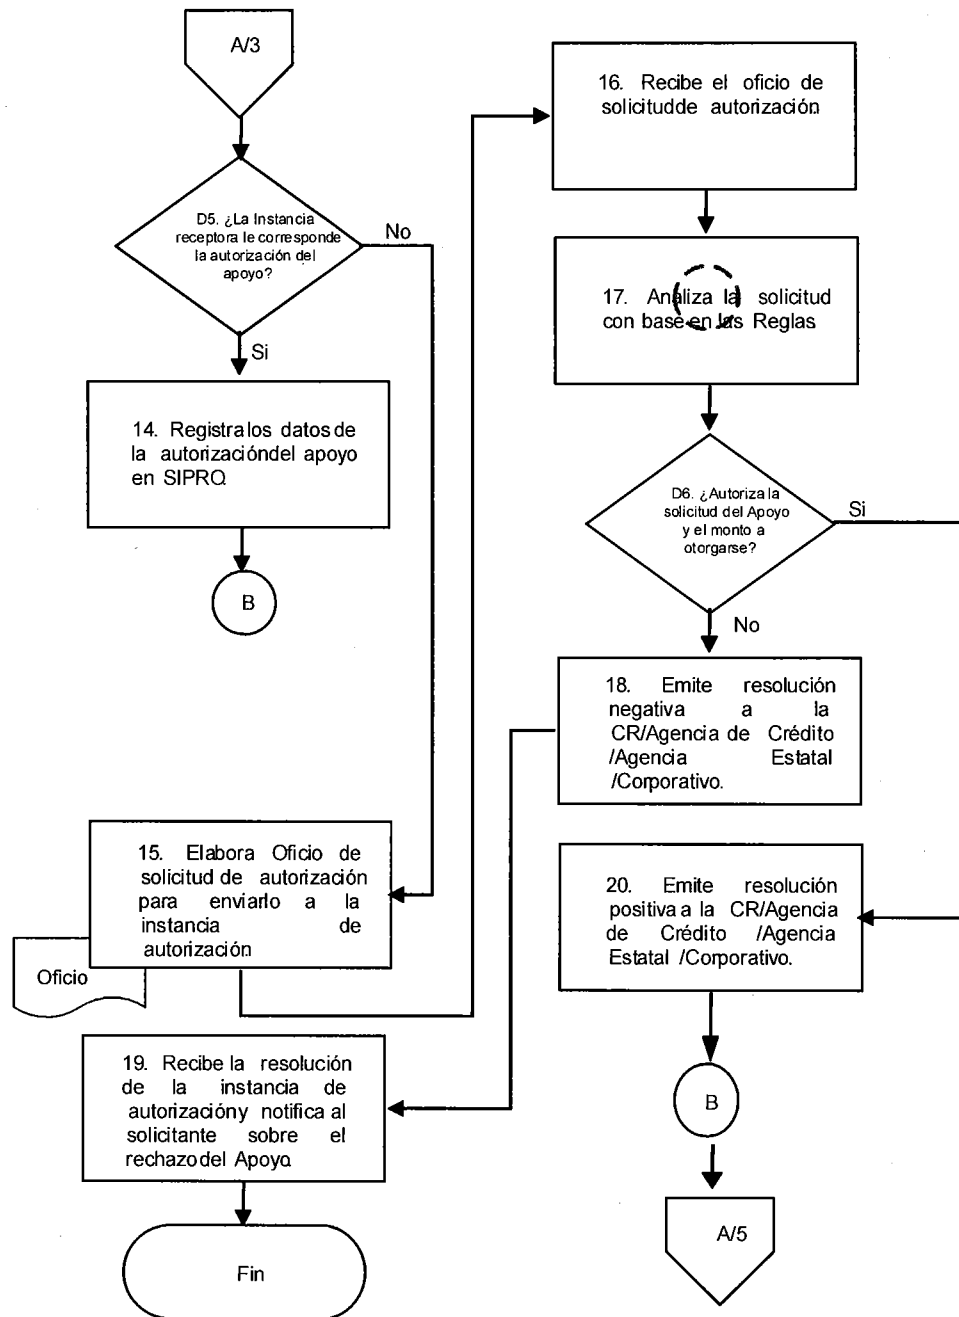 A/3
D5. ¿La Instancia
receptora le corresponde
la autorización del
apoyo?
No
Si
14. Registralos datos de
la autorizacióndel apoyo
en SIPRO.
B
15. Elabora Oficio de
solicitud de autorización
para enviarlo a la
instancia de
autorización
Oficio
19. Recibe la resolución
de la instancia de
autorizacióny notifica al
solicitante sobre el
rechazo del Apoyo.
Fin
16. Recibe el oficio de
solicitudde autorización
17. Analiza la solicitud
con base en las Reglas.
D6. ¿Autoriza la
solicitud del Apoyo
y el monto a
otorgarse?
Si
No
18. Emite resolución
negativa a la
CR/Agencia de Crédito
/Agencia Estatal
/Corporativo.
20. Emite resolución
positiva a la CR/Agencia
de Crédito /Agencia
Estatal /Corporativo.
B
A/5